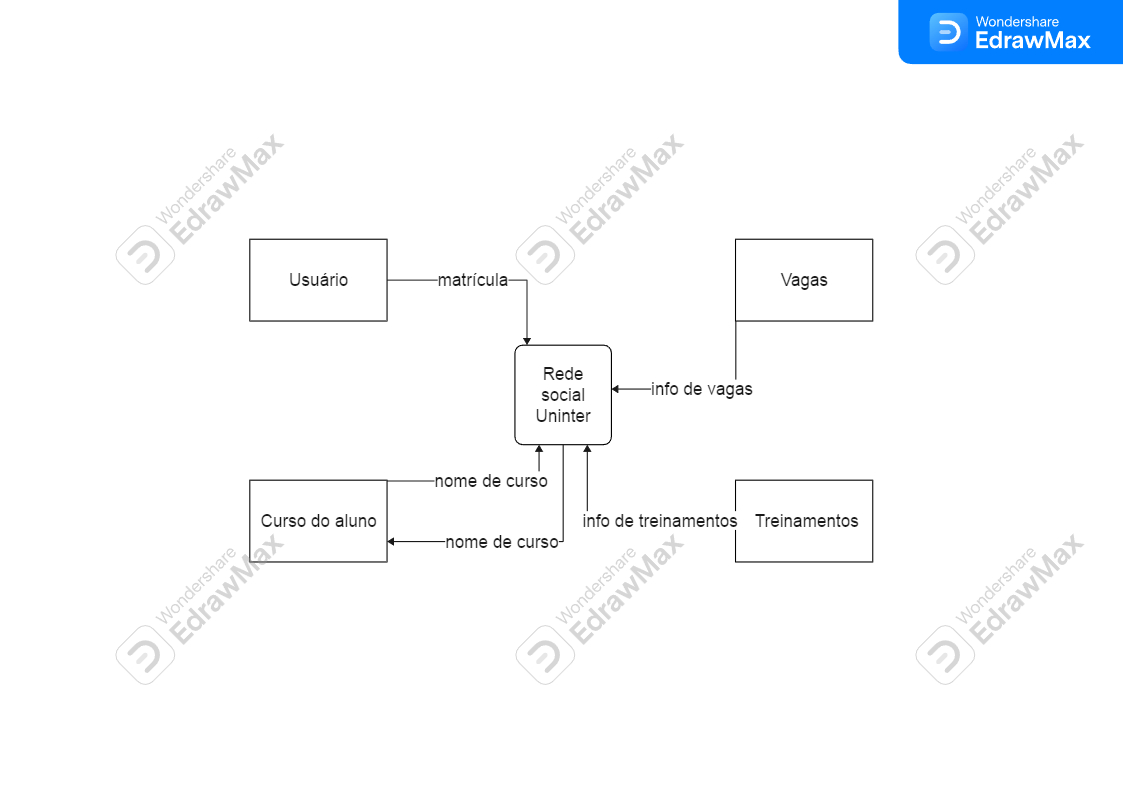 Wondershare
EdrawMax
Wondershare
EdrawMax
Wondershare
EdrawMax
Wondershare
EdrawMax
Usuário
matrícula
Vagas
Rede
social
Uninter
info de vagas
nome de curso
Curso do aluno
info de treinamentos
Treinamentos
nome de curso
Wondershare
EdrawMax
Wondershare
EdrawMax
Wondershare
EdrawMax